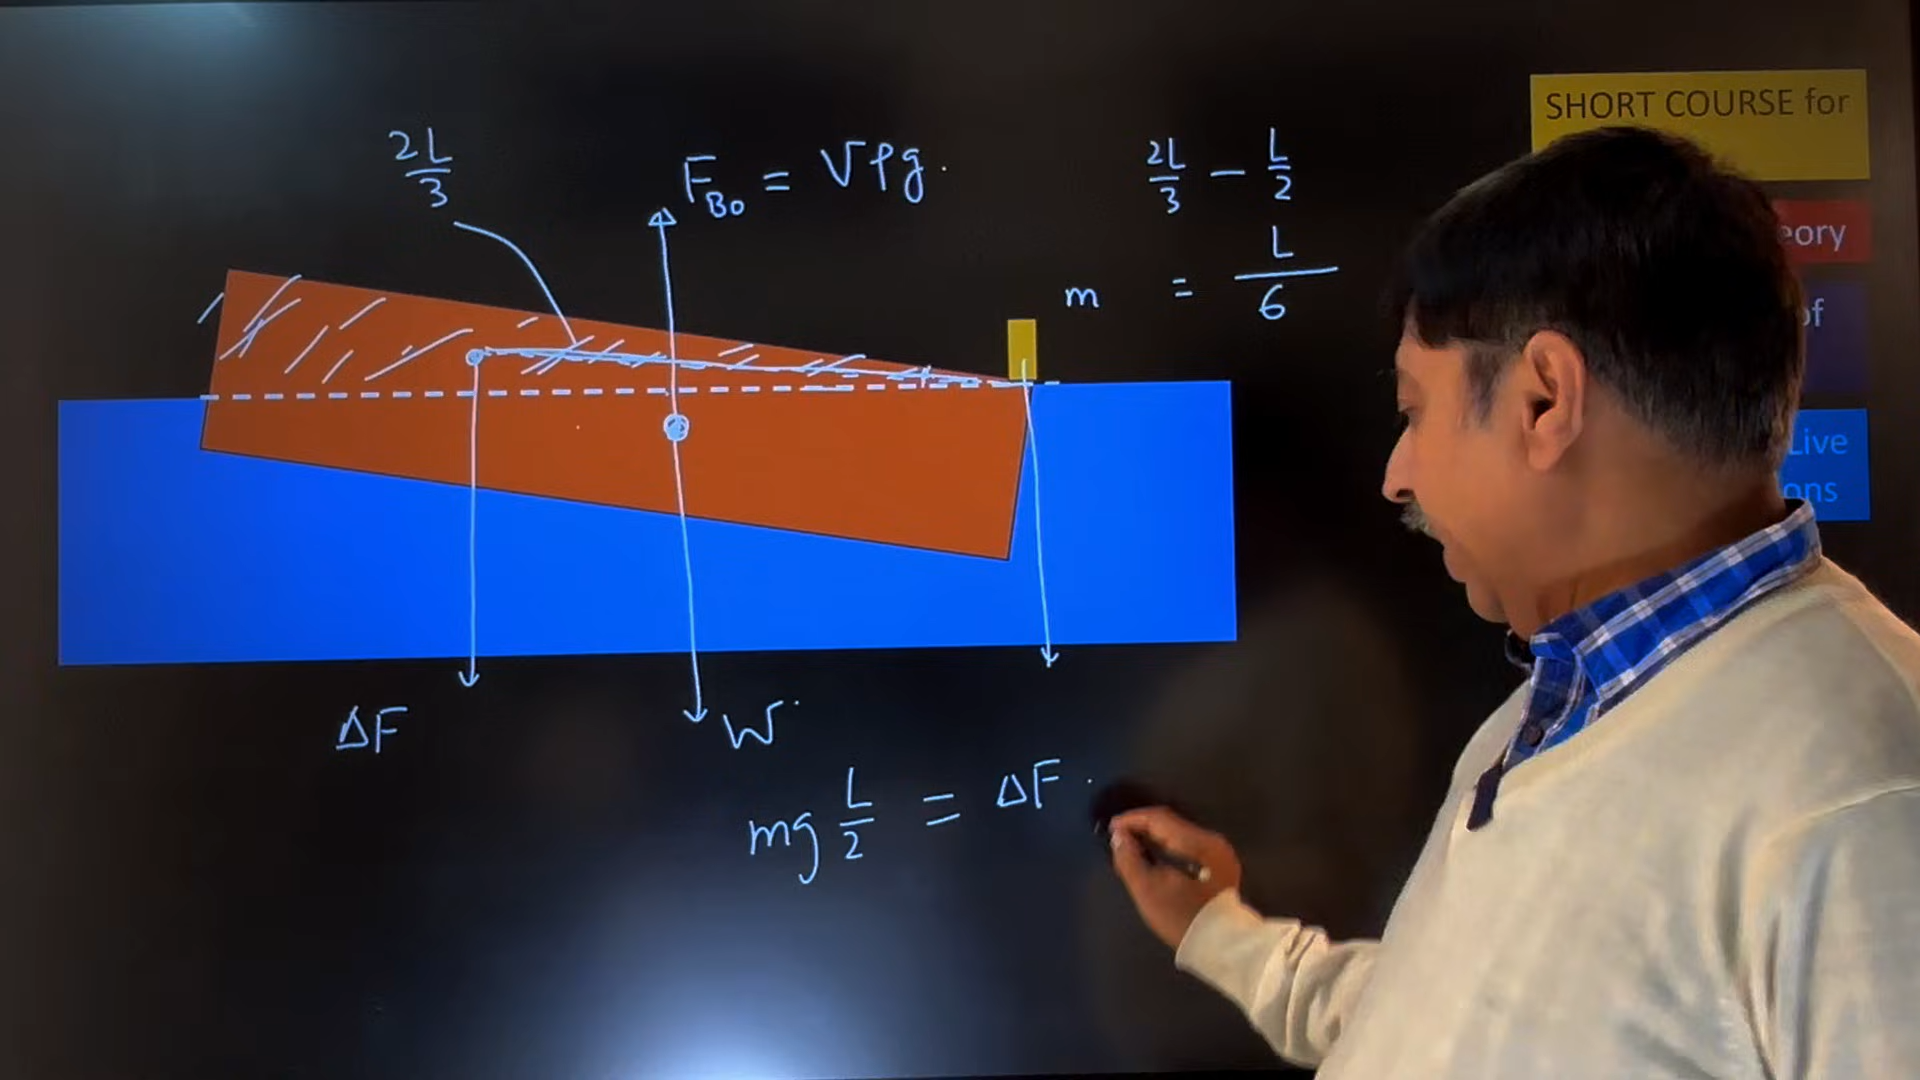 SHORT COURSE for
eory
of
Live
ons
2L/3
F_Bo = Vρg.
2L/3 - L/2
= L/6
m
ΔF
W
mg L/2 = ΔF .